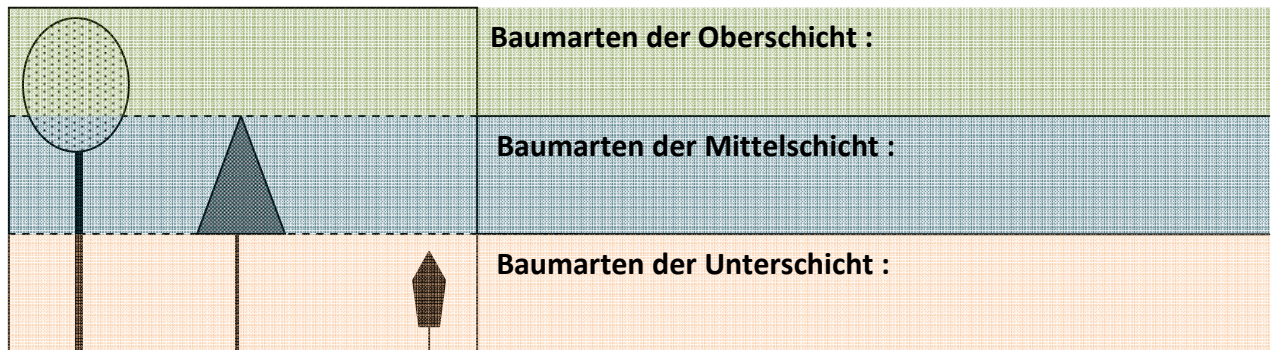 Baumarten der Oberschicht :
Baumarten der Mittelschicht :
Baumarten der Unterschicht :